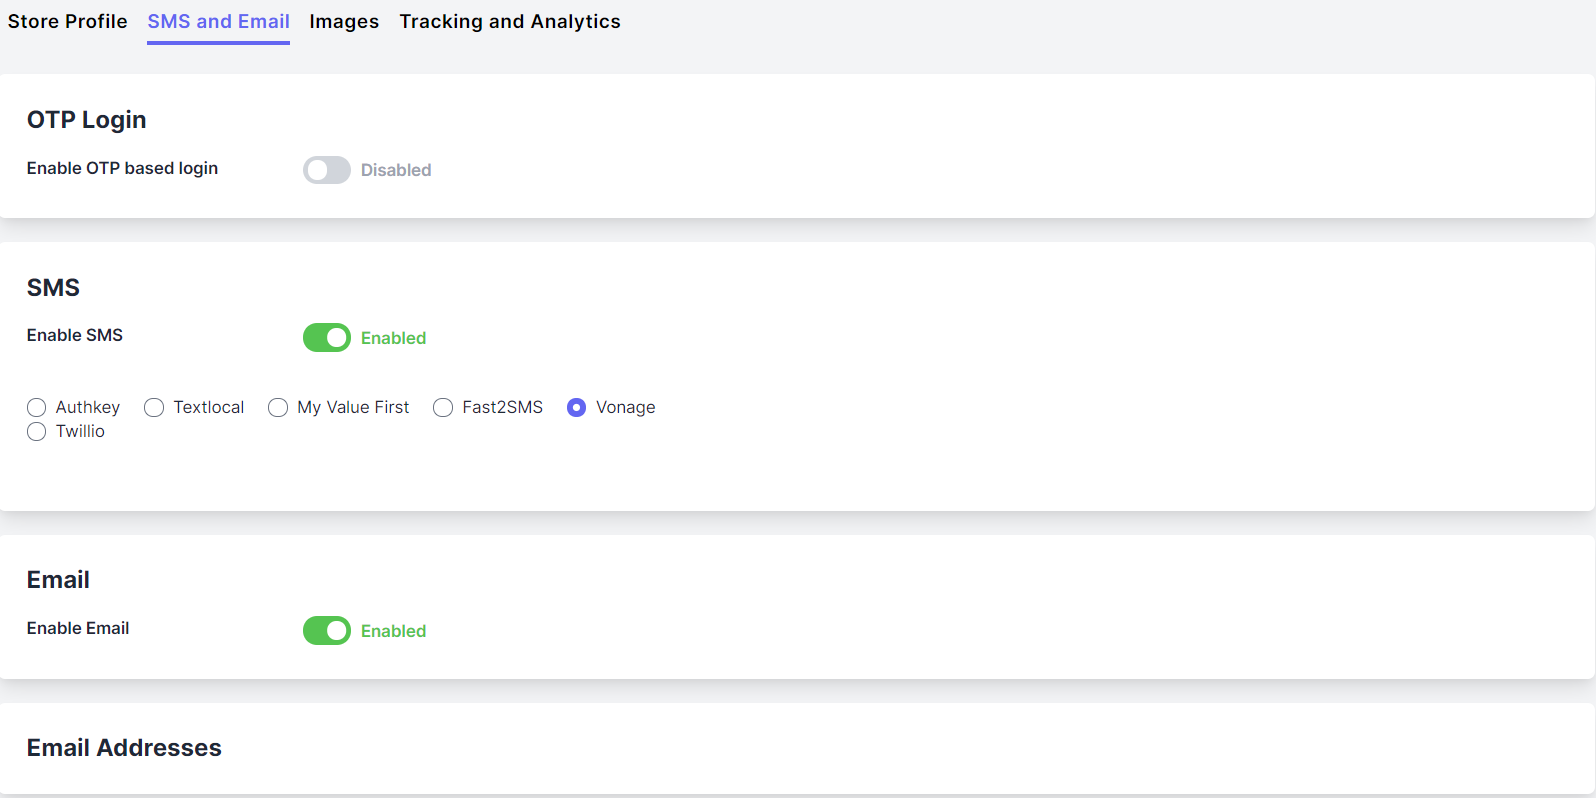 Store Profile SMS and Email Images Tracking and Analytics
OTP Login
Enable OTP based login Disabled
SMS
Enable SMS Enabled
Authkey Textlocal My Value First Fast2SMS Vonage
Twillio
Email
Enable Email Enabled
Email Addresses